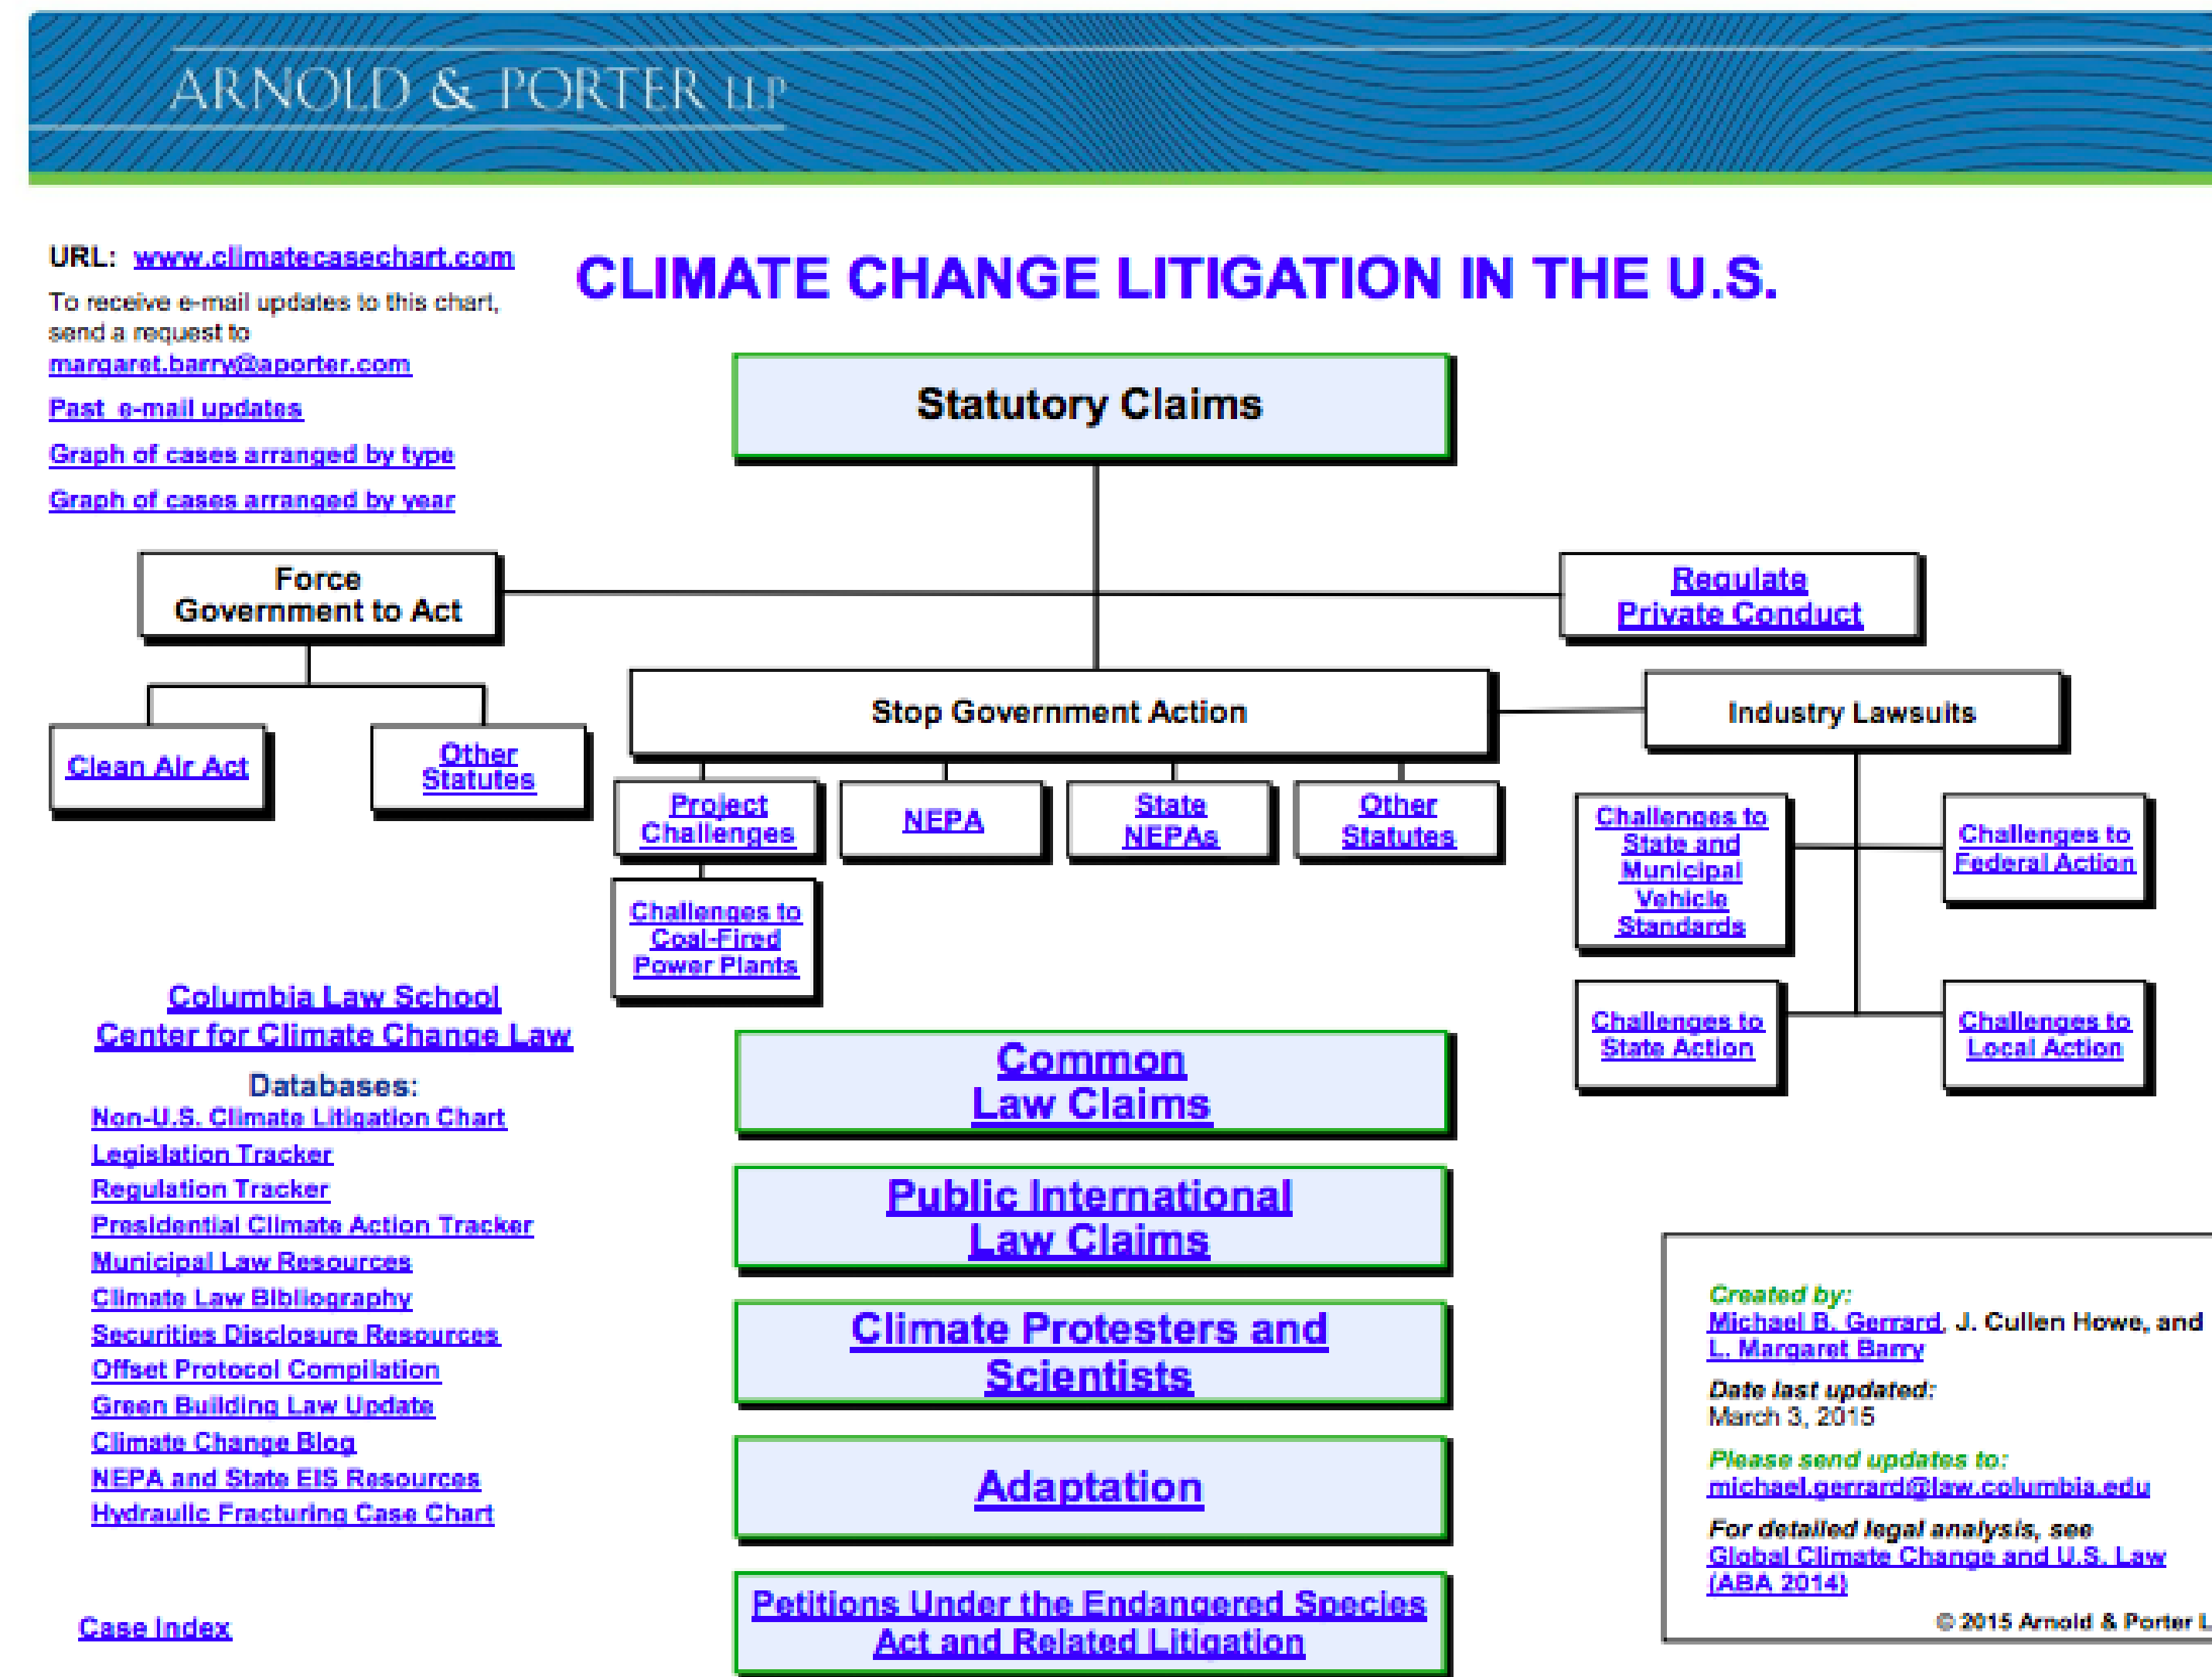 ARNOLD & PORTER LLP
URL: www.climatecasechart.com
To receive e-mail updates to this chart,
send a request to
margaret.barry@aporter.com
Past e-mail updates
Graph of cases arranged by type
Graph of cases arranged by year
CLIMATE CHANGE LITIGATION IN THE U.S.
Statutory Claims
Force
Government to Act
Regulate
Private Conduct
Clean Air Act
Other
Statutes
Stop Government Action
Industry Lawsuits
Project
Challenges
NEPA
State
NEPAs
Other
Statutes
Challenges to
Coal-Fired
Power Plants
Challenges to
State and
Municipal
Vehicle
Standards
Challenges to
Federal Action
Challenges to
State Action
Challenges to
Local Action
Columbia Law School
Center for Climate Change Law
Databases:
Non-U.S. Climate Litigation Chart
Legislation Tracker
Regulation Tracker
Presidential Climate Action Tracker
Municipal Law Resources
Climate Law Bibliography
Securities Disclosure Resources
Offset Protocol Compilation
Green Building Law Update
Climate Change Blog
NEPA and State EIS Resources
Hydraulic Fracturing Case Chart
Case Index
Common
Law Claims
Public International
Law Claims
Climate Protesters and
Scientists
Adaptation
Petitions Under the Endangered Species
Act and Related Litigation
Created by:
Michael B. Gerrard, J. Cullen Howe, and
L. Margaret Barry
Date last updated:
March 3, 2015
Please send updates to:
michael.gerrard@law.columbia.edu
For detailed legal analysis, see
Global Climate Change and U.S. Law
(ABA 2014)
© 2015 Arnold & Porter L